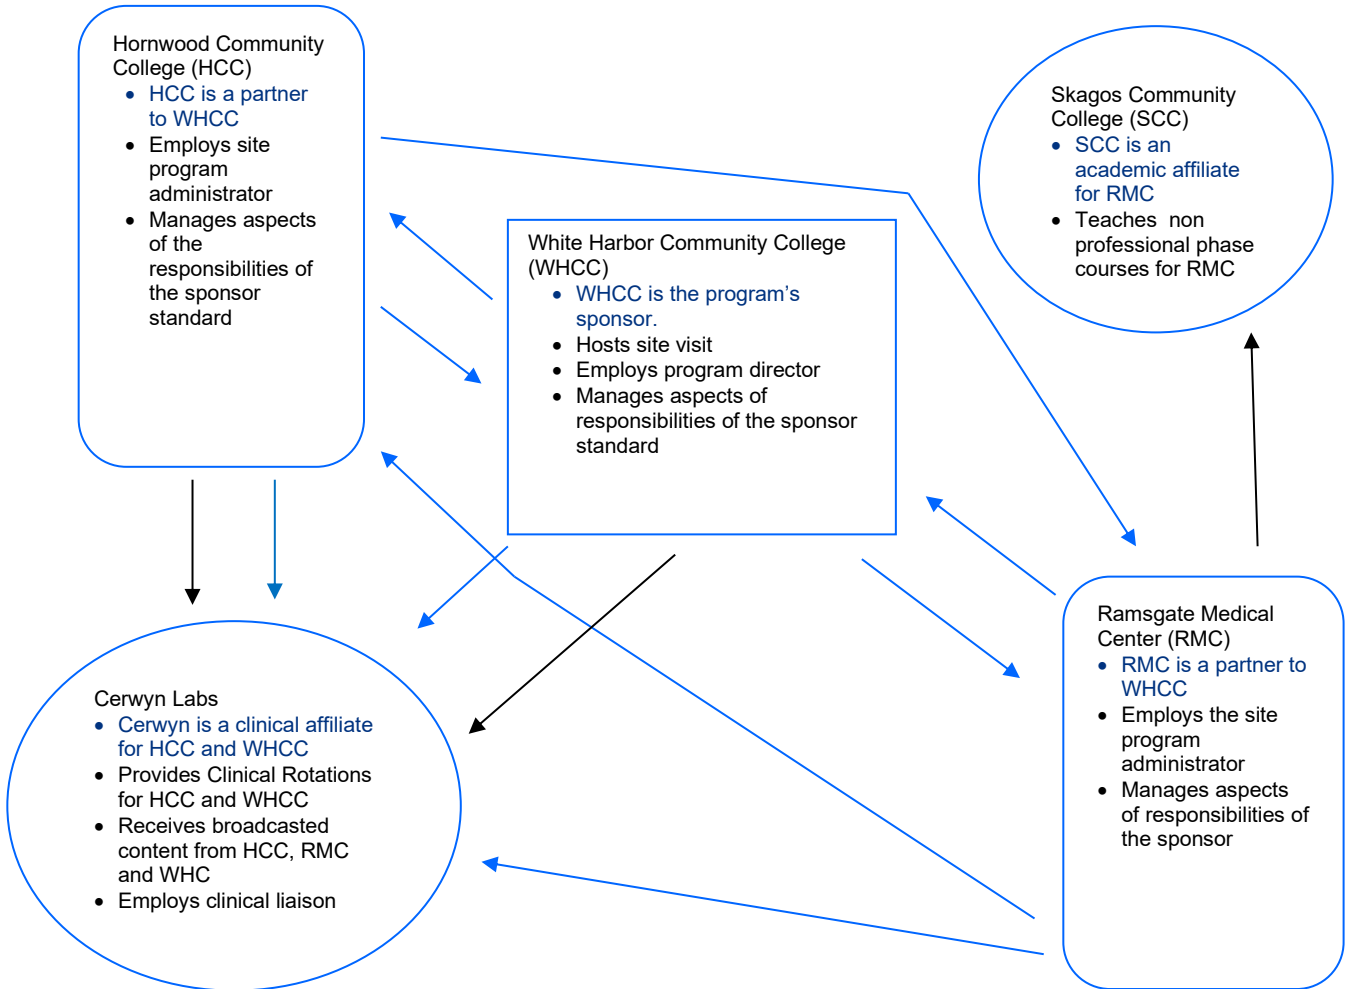 Hornwood Community
College (HCC)
• HCC is a partner
to WHCC
• Employs site
program
administrator
• Manages aspects
of the
responsibilities of
the sponsor
standard
White Harbor Community College
(WHCC)
• WHCC is the program’s
sponsor.
• Hosts site visit
• Employs program director
• Manages aspects of
responsibilities of the sponsor
standard
Skagos Community
College (SCC)
• SCC is an
academic affiliate
for RMC
• Teaches non
professional phase
courses for RMC
Cerwyn Labs
• Cerwyn is a clinical affiliate
for HCC and WHCC
• Provides Clinical Rotations
for HCC and WHCC
• Receives broadcasted
content from HCC, RMC
and WHC
• Employs clinical liaison
Ramsgate Medical
Center (RMC)
• RMC is a partner to
WHCC
• Employs the site
program
administrator
• Manages aspects
of responsibilities of
the sponsor